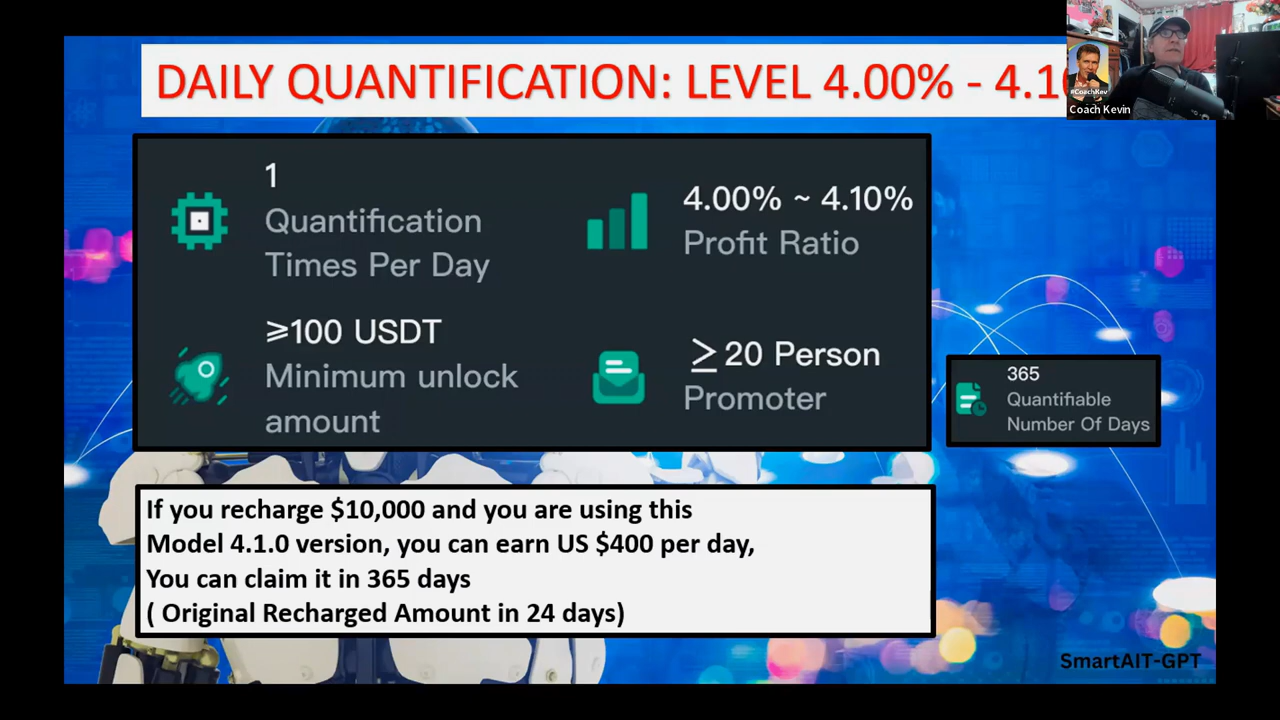 DAILY QUANTIFICATION: LEVEL 4.00% - 4.1
#CoachKev
Coach Kevin
1
Quantification
Times Per Day
4.00% ~ 4.10%
Profit Ratio
⩾100 USDT
Minimum unlock
amount
≥20 Person
Promoter
365
Quantifiable
Number Of Days
If you recharge $10,000 and you are using this
Model 4.1.0 version, you can earn US $400 per day,
You can claim it in 365 days
( Original Recharged Amount in 24 days)
SmartAIT-GPT